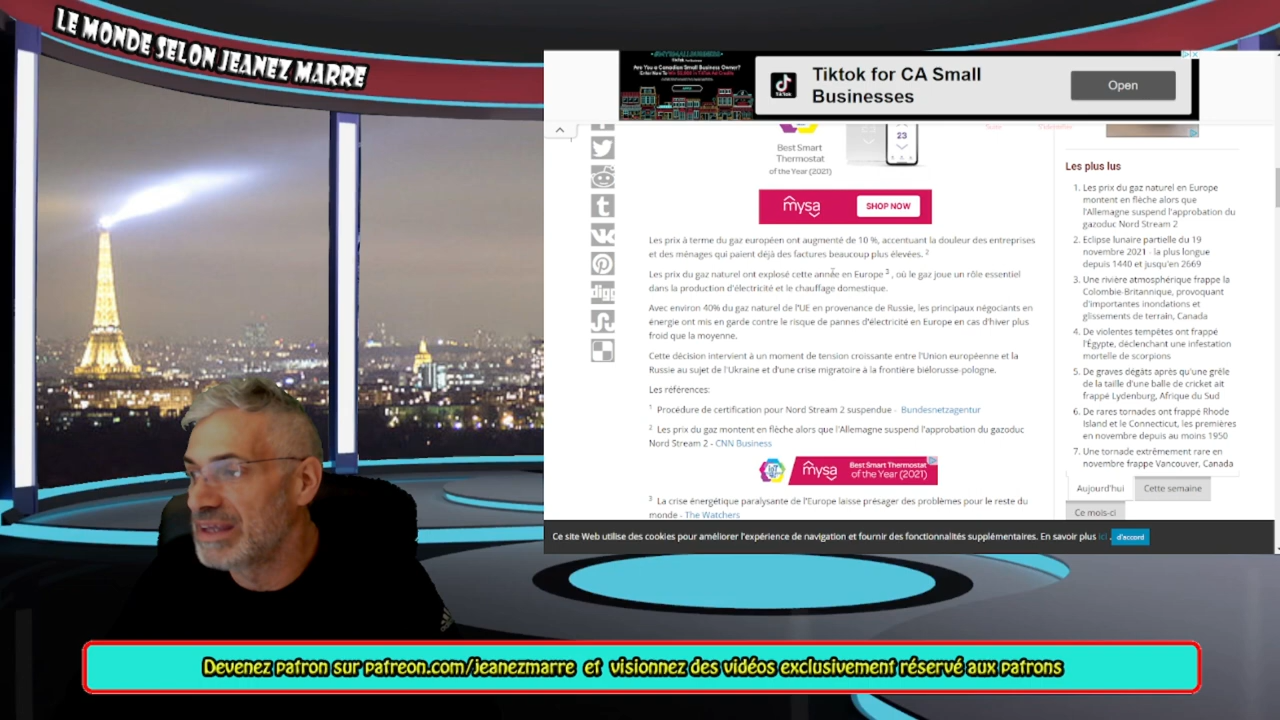 LE MONDE SELON JEANEZ MARRE
#MYSMALLBUSINESS
Are You a Canadian Small Business Owner?
Tiktok for CA Small
Businesses
Open
23
Best Smart
Thermostat
of the Year (2021)
mysa
SHOP NOW
Les prix à terme du gaz européen ont augmenté de 10 %, accentuant la douleur des entreprises
et des ménages qui paient déjà des factures beaucoup plus élevées. 2
Les prix du gaz naturel ont explosé cette année en Europe 3 , où le gaz joue un rôle essentiel
dans la production d'électricité et le chauffage domestique.
Avec environ 40% du gaz naturel de l'UE en provenance de Russie, les principaux négociants en
énergie ont mis en garde contre le risque de pannes d'électricité en Europe en cas d'hiver plus
froid que la moyenne.
Cette décision intervient à un moment de tension croissante entre l'Union européenne et la
Russie au sujet de l'Ukraine et d'une crise migratoire à la frontière biélorusse-pologne.
Les références:
1 Procédure de certification pour Nord Stream 2 suspendue - Bundesnetzagentur
2 Les prix du gaz montent en flèche alors que l'Allemagne suspend l'approbation du gazoduc
Nord Stream 2 - CNN Business
mysa
Best Smart Thermostat
of the Year (2021)
3 La crise énergétique paralysante de l'Europe laisse présager des problèmes pour le reste du
monde - The Watchers
digg
Les plus lus
1. Les prix du gaz naturel en Europe
montent en flèche alors que
l'Allemagne suspend l'approbation du
gazoduc Nord Stream 2
2. Eclipse lunaire partielle du 19
novembre 2021 - la plus longue
depuis 1440 et jusqu'en 2669
3. Une rivière atmosphérique frappe la
Colombie-Britannique, provoquant
d'importantes inondations et
glissements de terrain, Canada
4. De violentes tempêtes ont frappé
l'Égypte, déclenchant une infestation
mortelle de scorpions
5. De graves dégâts après qu'une grêle
de la taille d'une balle de cricket ait
frappé Lydenburg, Afrique du Sud
6. De rares tornades ont frappé Rhode
Island et le Connecticut, les premières
en novembre depuis au moins 1950
7. Une tornade extrêmement rare en
novembre frappe Vancouver, Canada
Aujourd'hui
Cette semaine
Ce mois-ci
Ce site Web utilise des cookies pour améliorer l'expérience de navigation et fournir des fonctionnalités supplémentaires. En savoir plus ici .
d'accord
Devenez patron sur patreon.com/jeanezmarre et visionnez des vidéos exclusivement réservé aux patrons